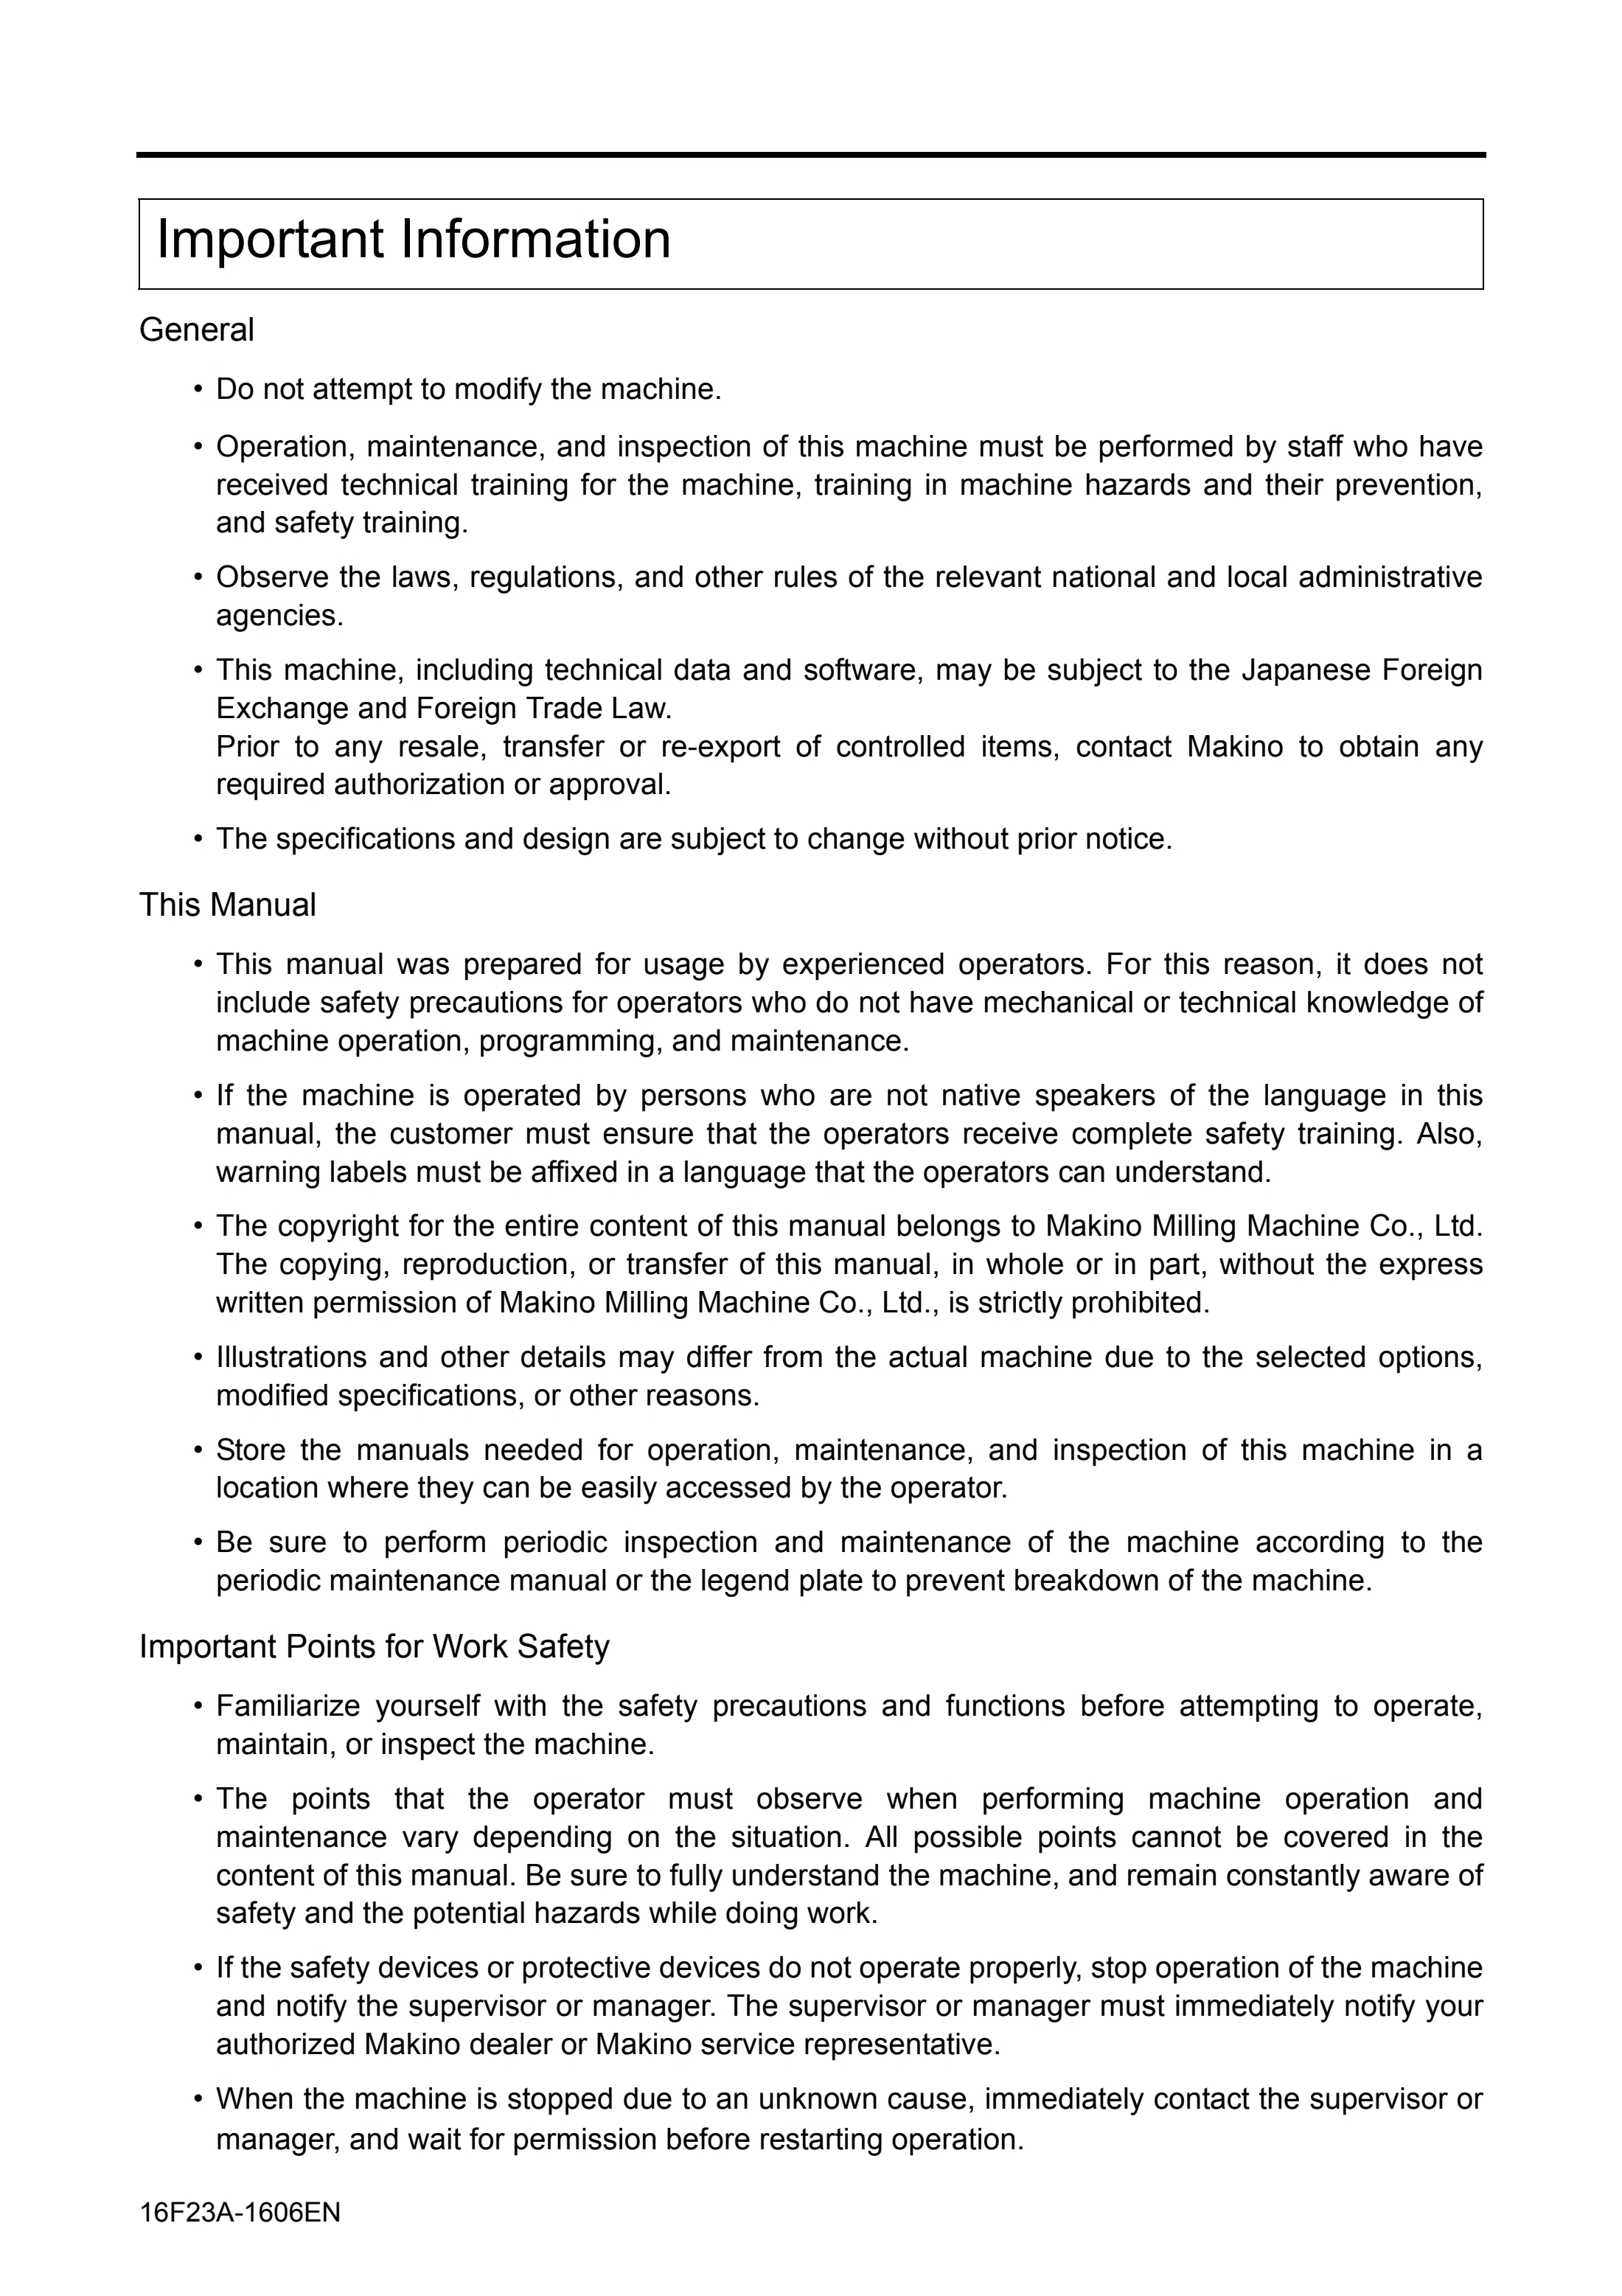 Important Information
General
• Do not attempt to modify the machine.
• Operation, maintenance, and inspection of this machine must be performed by staff who have
received technical training for the machine, training in machine hazards and their prevention,
and safety training.
• Observe the laws, regulations, and other rules of the relevant national and local administrative
agencies.
• This machine, including technical data and software, may be subject to the Japanese Foreign
Exchange and Foreign Trade Law.
Prior to any resale, transfer or re-export of controlled items, contact Makino to obtain any
required authorization or approval.
• The specifications and design are subject to change without prior notice.
This Manual
• This manual was prepared for usage by experienced operators. For this reason, it does not
include safety precautions for operators who do not have mechanical or technical knowledge of
machine operation, programming, and maintenance.
• If the machine is operated by persons who are not native speakers of the language in this
manual, the customer must ensure that the operators receive complete safety training. Also,
warning labels must be affixed in a language that the operators can understand.
• The copyright for the entire content of this manual belongs to Makino Milling Machine Co., Ltd.
The copying, reproduction, or transfer of this manual, in whole or in part, without the express
written permission of Makino Milling Machine Co., Ltd., is strictly prohibited.
• Illustrations and other details may differ from the actual machine due to the selected options,
modified specifications, or other reasons.
• Store the manuals needed for operation, maintenance, and inspection of this machine in a
location where they can be easily accessed by the operator.
• Be sure to perform periodic inspection and maintenance of the machine according to the
periodic maintenance manual or the legend plate to prevent breakdown of the machine.
Important Points for Work Safety
• Familiarize yourself with the safety precautions and functions before attempting to operate,
maintain, or inspect the machine.
• The points that the operator must observe when performing machine operation and
maintenance vary depending on the situation. All possible points cannot be covered in the
content of this manual. Be sure to fully understand the machine, and remain constantly aware of
safety and the potential hazards while doing work.
• If the safety devices or protective devices do not operate properly, stop operation of the machine
and notify the supervisor or manager. The supervisor or manager must immediately notify your
authorized Makino dealer or Makino service representative.
• When the machine is stopped due to an unknown cause, immediately contact the supervisor or
manager, and wait for permission before restarting operation.
16F23A-1606EN